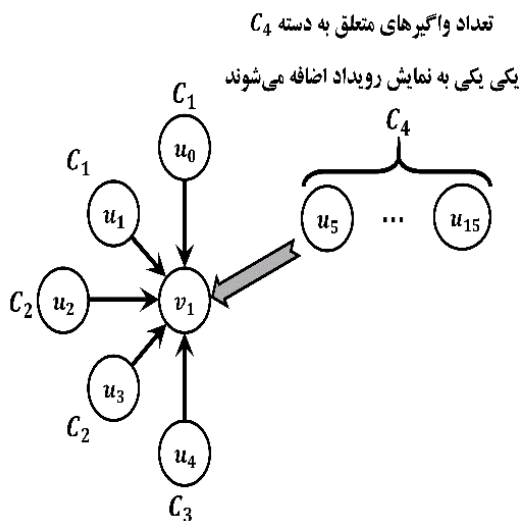 تعداد واگیرهای متعلق به دسته C₄
یکی یکی به نمایش رویداد اضافه می‌شوند
C₄
C₁
u₀
C₁
u₁
u₅
...
u₁₅
C₂
u₂
v₁
u₃
C₂
u₄
C₃